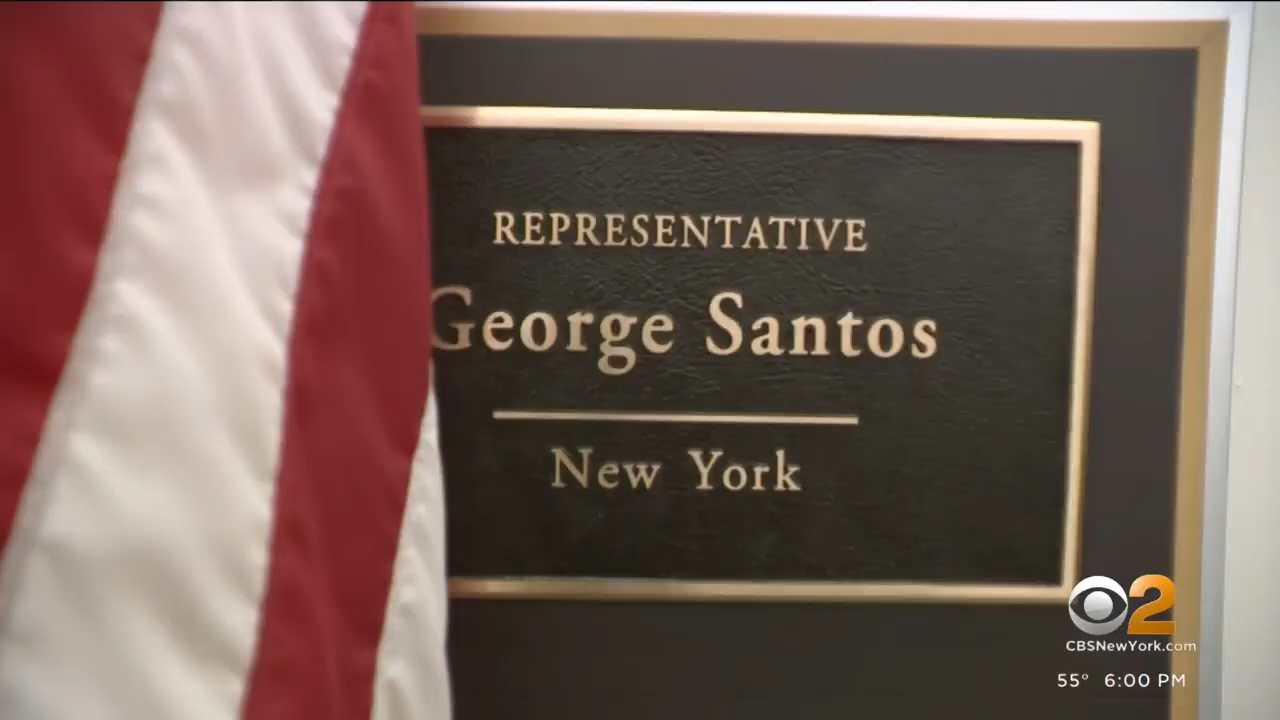 REPRESENTATIVE
George Santos
New York
2
CBSNewYork.com
55° 6:00 PM